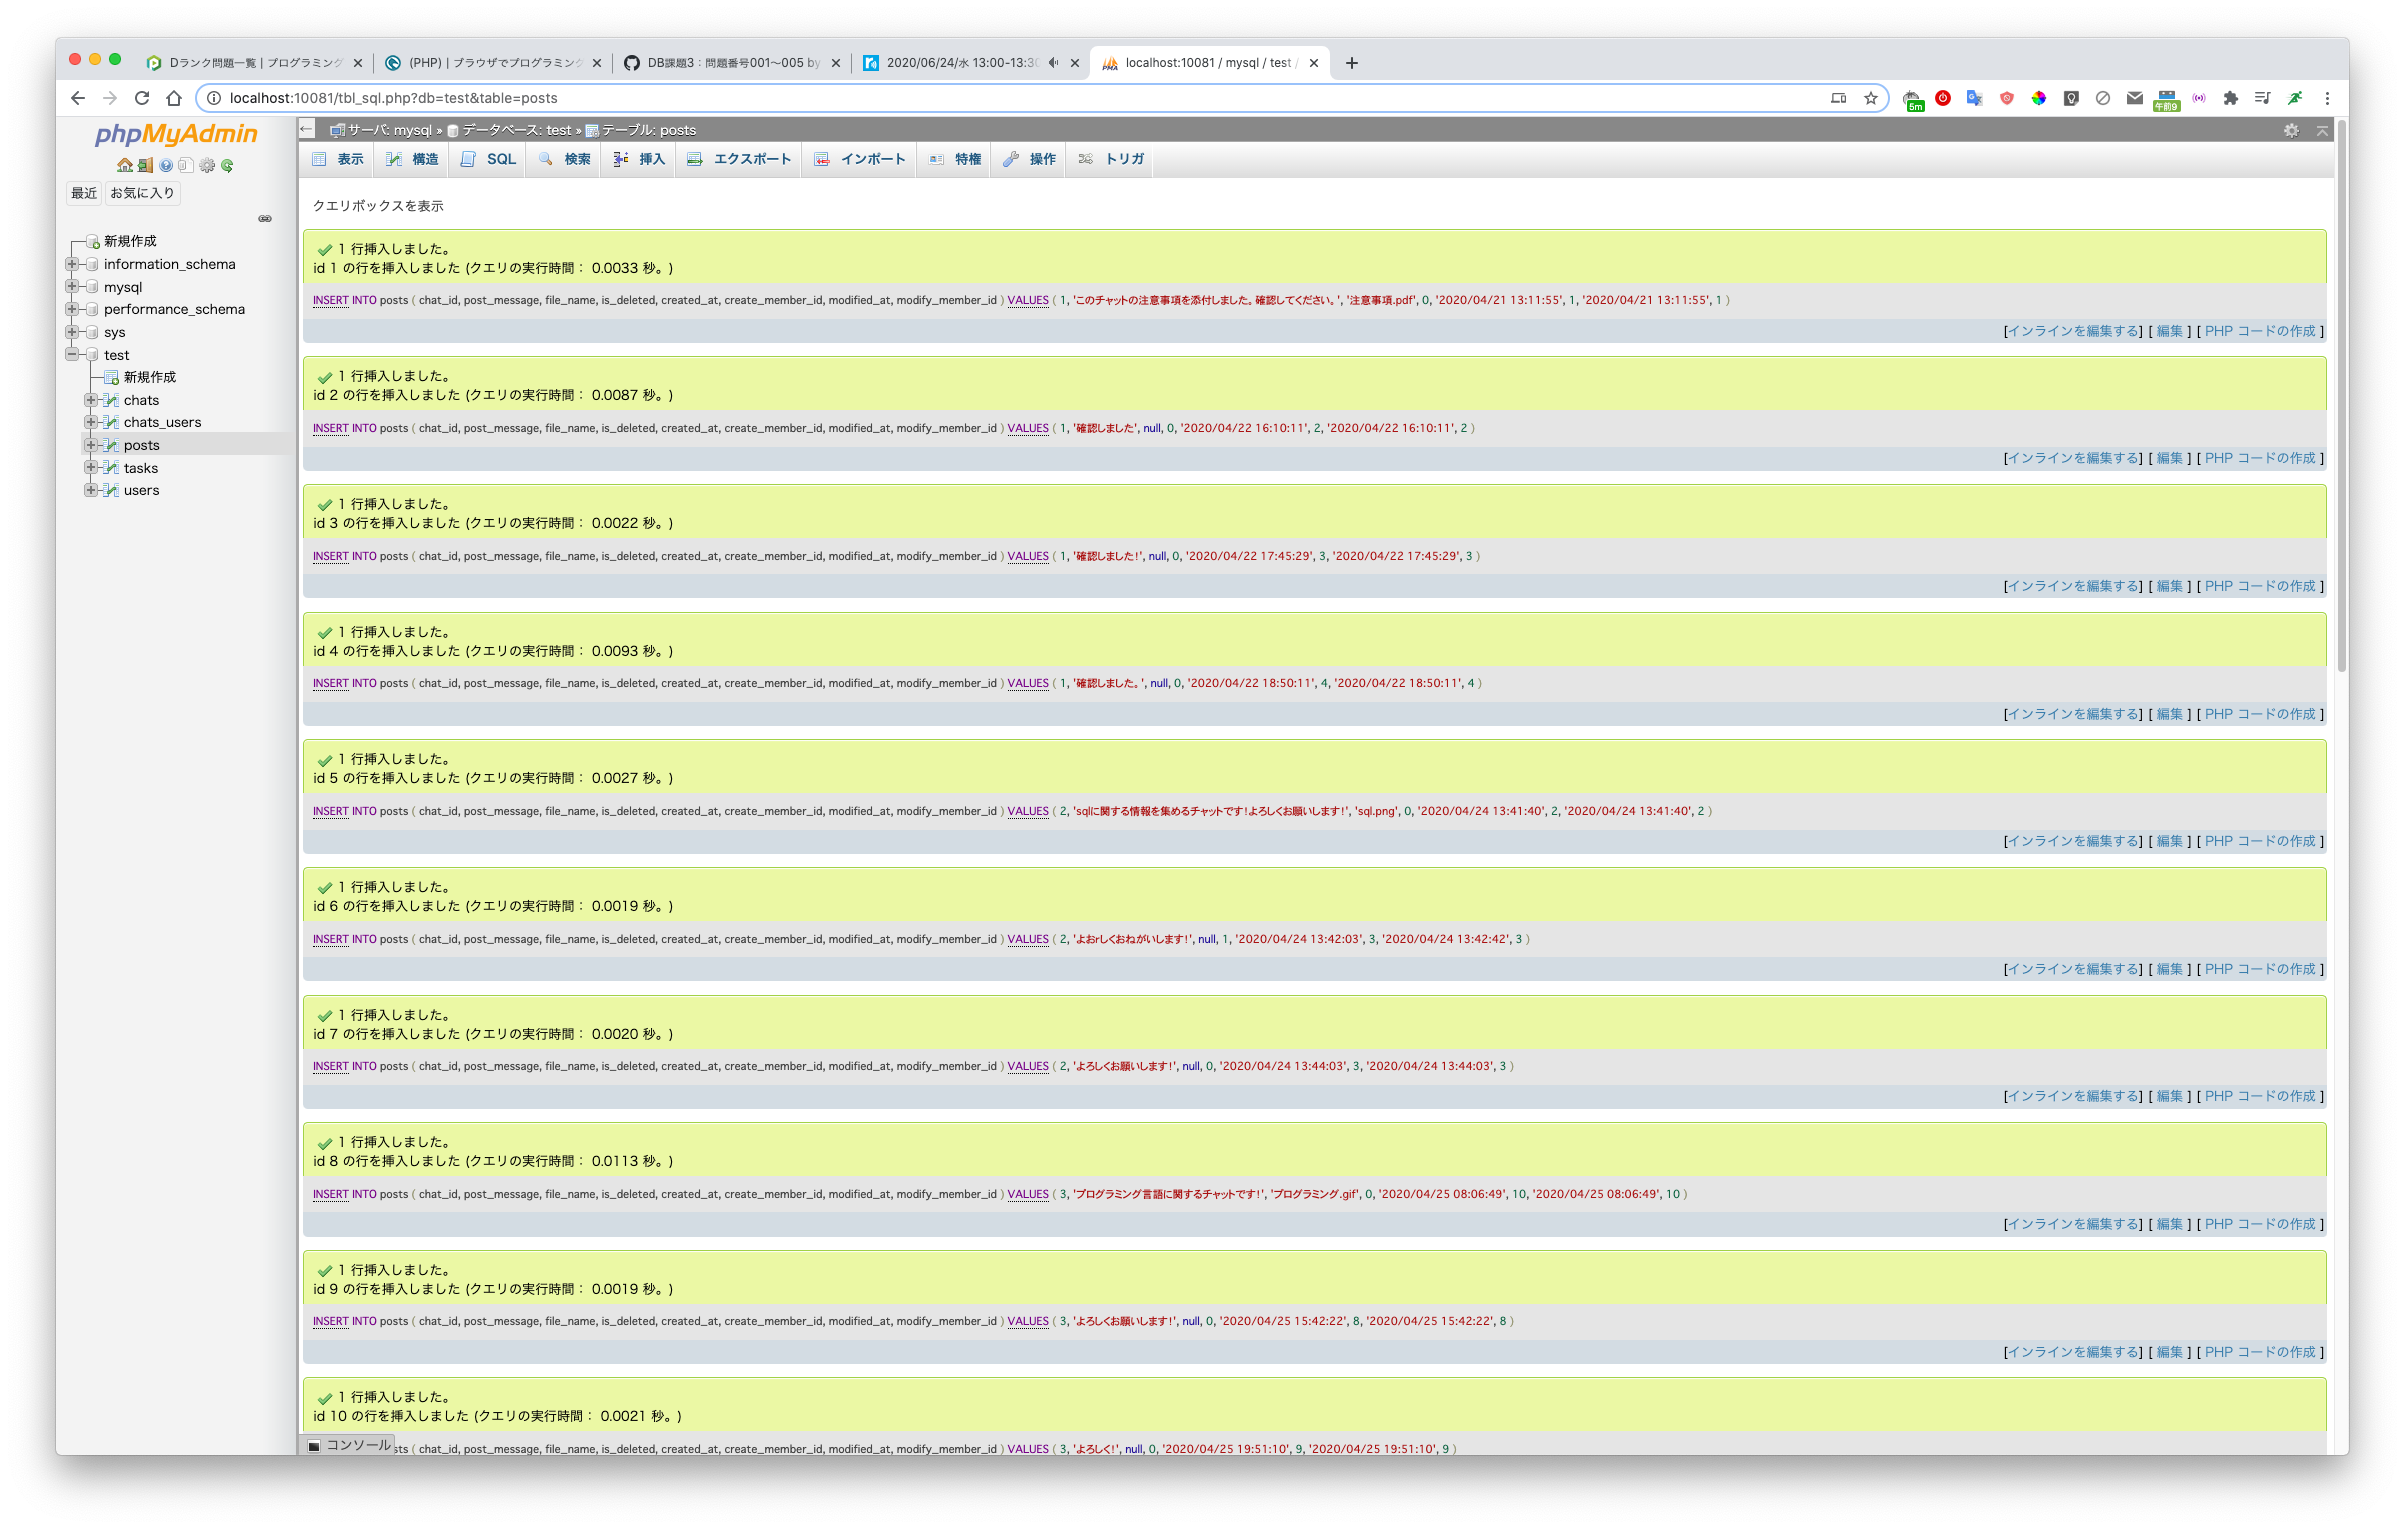 Dランク問題一覧 | プログラミング
(PHP) | ブラウザでプログラミング
DB課題3：問題番号001〜005 by
2020/06/24/水 13:00-13:30
localhost:10081 / mysql / test /
localhost:10081/tbl_sql.php?db=test&table=posts
5m
午前9
phpMyAdmin
最近 お気に入り
新規作成
information_schema
mysql
performance_schema
sys
test
新規作成
chats
chats_users
posts
tasks
users
サーバ: mysql » データベース: test » テーブル: posts
表示 構造 SQL 検索 挿入 エクスポート インポート 特権 操作 トリガ
クエリボックスを表示
1 行挿入しました。
id 1 の行を挿入しました (クエリの実行時間： 0.0033 秒。)
INSERT INTO posts ( chat_id, post_message, file_name, is_deleted, created_at, create_member_id, modified_at, modify_member_id ) VALUES ( 1, 'このチャットの注意事項を添付しました。確認してください。', '注意事項.pdf', 0, '2020/04/21 13:11:55', 1, '2020/04/21 13:11:55', 1 )
[インラインを編集する] [ 編集 ] [ PHP コードの作成 ]
1 行挿入しました。
id 2 の行を挿入しました (クエリの実行時間： 0.0087 秒。)
INSERT INTO posts ( chat_id, post_message, file_name, is_deleted, created_at, create_member_id, modified_at, modify_member_id ) VALUES ( 1, '確認しました', null, 0, '2020/04/22 16:10:11', 2, '2020/04/22 16:10:11', 2 )
[インラインを編集する] [ 編集 ] [ PHP コードの作成 ]
1 行挿入しました。
id 3 の行を挿入しました (クエリの実行時間： 0.0022 秒。)
INSERT INTO posts ( chat_id, post_message, file_name, is_deleted, created_at, create_member_id, modified_at, modify_member_id ) VALUES ( 1, '確認しました！', null, 0, '2020/04/22 17:45:29', 3, '2020/04/22 17:45:29', 3 )
[インラインを編集する] [ 編集 ] [ PHP コードの作成 ]
1 行挿入しました。
id 4 の行を挿入しました (クエリの実行時間： 0.0093 秒。)
INSERT INTO posts ( chat_id, post_message, file_name, is_deleted, created_at, create_member_id, modified_at, modify_member_id ) VALUES ( 1, '確認しました。', null, 0, '2020/04/22 18:50:11', 4, '2020/04/22 18:50:11', 4 )
[インラインを編集する] [ 編集 ] [ PHP コードの作成 ]
1 行挿入しました。
id 5 の行を挿入しました (クエリの実行時間： 0.0027 秒。)
INSERT INTO posts ( chat_id, post_message, file_name, is_deleted, created_at, create_member_id, modified_at, modify_member_id ) VALUES ( 2, 'sqlに関する情報を集めるチャットです！よろしくお願いします！', 'sql.png', 0, '2020/04/24 13:41:40', 2, '2020/04/24 13:41:40', 2 )
[インラインを編集する] [ 編集 ] [ PHP コードの作成 ]
1 行挿入しました。
id 6 の行を挿入しました (クエリの実行時間： 0.0019 秒。)
INSERT INTO posts ( chat_id, post_message, file_name, is_deleted, created_at, create_member_id, modified_at, modify_member_id ) VALUES ( 2, 'よおrしくおねがいします！', null, 1, '2020/04/24 13:42:03', 3, '2020/04/24 13:42:42', 3 )
[インラインを編集する] [ 編集 ] [ PHP コードの作成 ]
1 行挿入しました。
id 7 の行を挿入しました (クエリの実行時間： 0.0020 秒。)
INSERT INTO posts ( chat_id, post_message, file_name, is_deleted, created_at, create_member_id, modified_at, modify_member_id ) VALUES ( 2, 'よろしくお願いします！', null, 0, '2020/04/24 13:44:03', 3, '2020/04/24 13:44:03', 3 )
[インラインを編集する] [ 編集 ] [ PHP コードの作成 ]
1 行挿入しました。
id 8 の行を挿入しました (クエリの実行時間： 0.0113 秒。)
INSERT INTO posts ( chat_id, post_message, file_name, is_deleted, created_at, create_member_id, modified_at, modify_member_id ) VALUES ( 3, 'プログラミング言語に関するチャットです！', 'プログラミング.gif', 0, '2020/04/25 08:06:49', 10, '2020/04/25 08:06:49', 10 )
[インラインを編集する] [ 編集 ] [ PHP コードの作成 ]
1 行挿入しました。
id 9 の行を挿入しました (クエリの実行時間： 0.0019 秒。)
INSERT INTO posts ( chat_id, post_message, file_name, is_deleted, created_at, create_member_id, modified_at, modify_member_id ) VALUES ( 3, 'よろしくお願いします！', null, 0, '2020/04/25 15:42:22', 8, '2020/04/25 15:42:22', 8 )
[インラインを編集する] [ 編集 ] [ PHP コードの作成 ]
1 行挿入しました。
id 10 の行を挿入しました (クエリの実行時間： 0.0021 秒。)
コンソール sts ( chat_id, post_message, file_name, is_deleted, created_at, create_member_id, modified_at, modify_member_id ) VALUES ( 3, 'よろしく！', null, 0, '2020/04/25 19:51:10', 9, '2020/04/25 19:51:10', 9 )